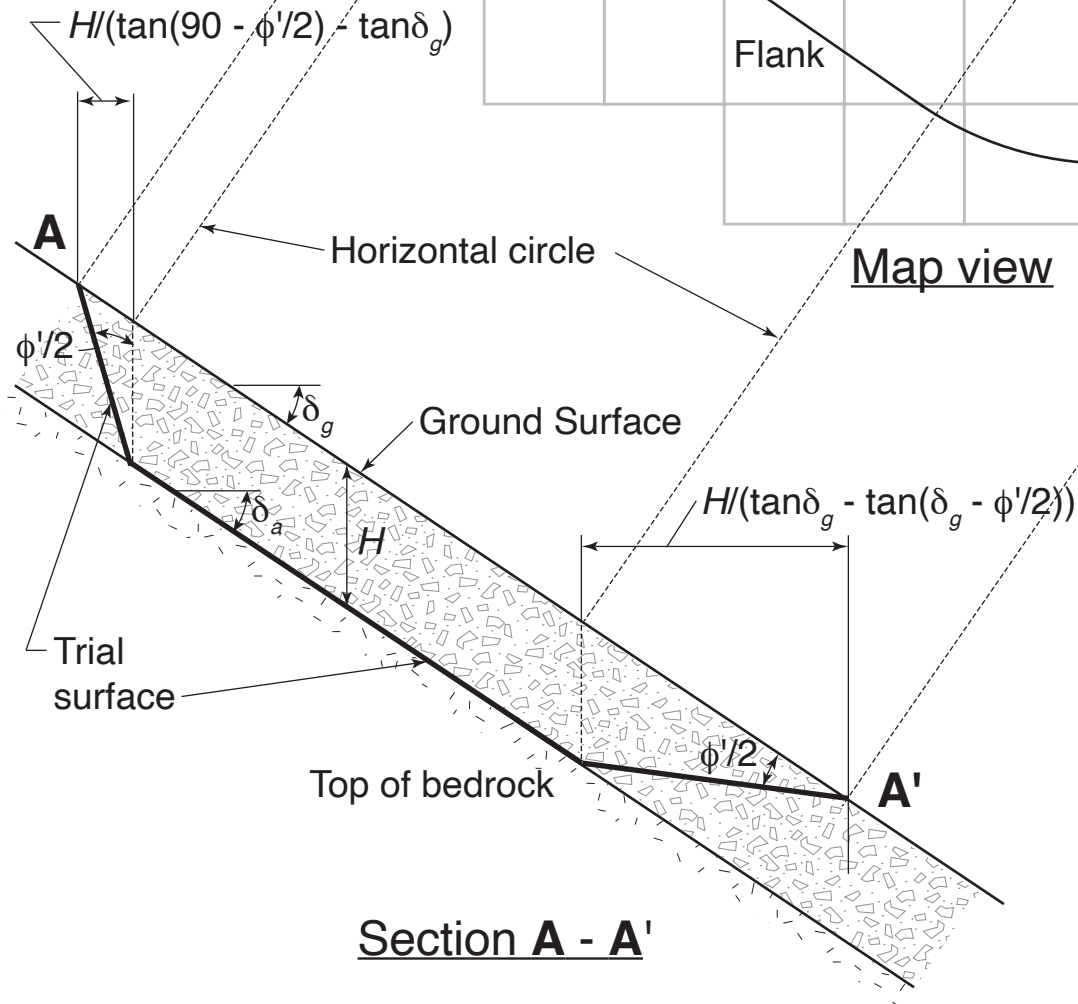 H/(tan(90 - ϕ'/2) - tanδg)
Flank
A
Horizontal circle
Map view
ϕ'/2
δg
Ground Surface
H/(tanδg - tan(δg - ϕ'/2))
δa
H
Trial
surface
ϕ'/2
Top of bedrock
A'
Section A - A'